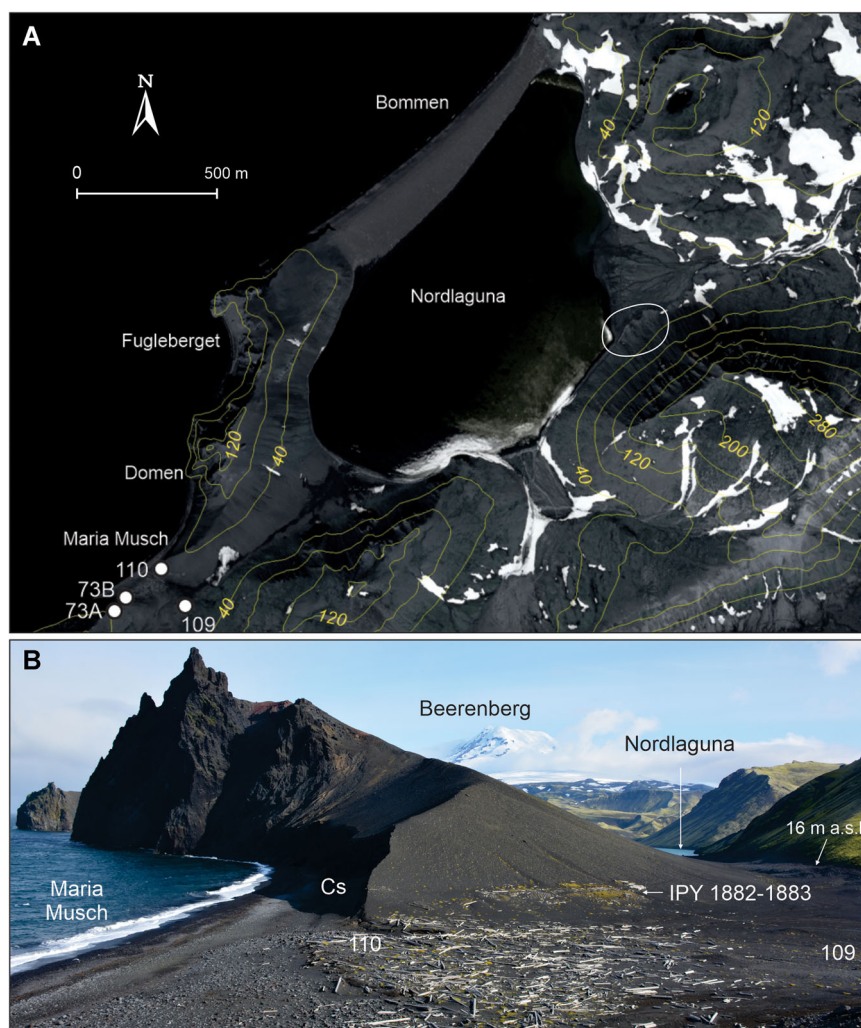 A
N
0
500 m
Bommen
40
120
Nordlaguna
Fugleberget
Domen
120
40
Maria Musch
110
73B
73A
109
40
120
40
120
200
280
B
Beerenberg
Nordlaguna
16 m a.s.l
Maria
Musch
Cs
IPY 1882-1883
110
109